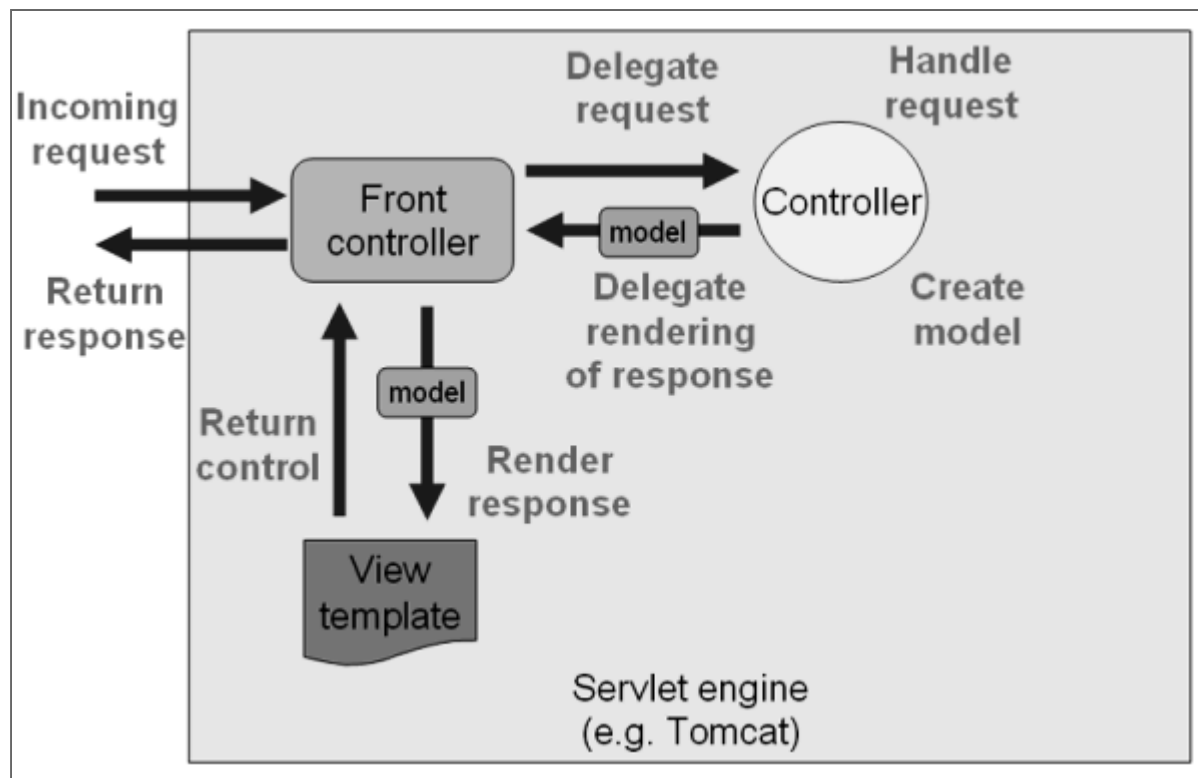 Incoming
request
Return
response
Front
controller
Delegate
request
Handle
request
Controller
model
Delegate
rendering
of response
Create
model
Return
control
model
Render
response
View
template
Servlet engine
(e.g. Tomcat)